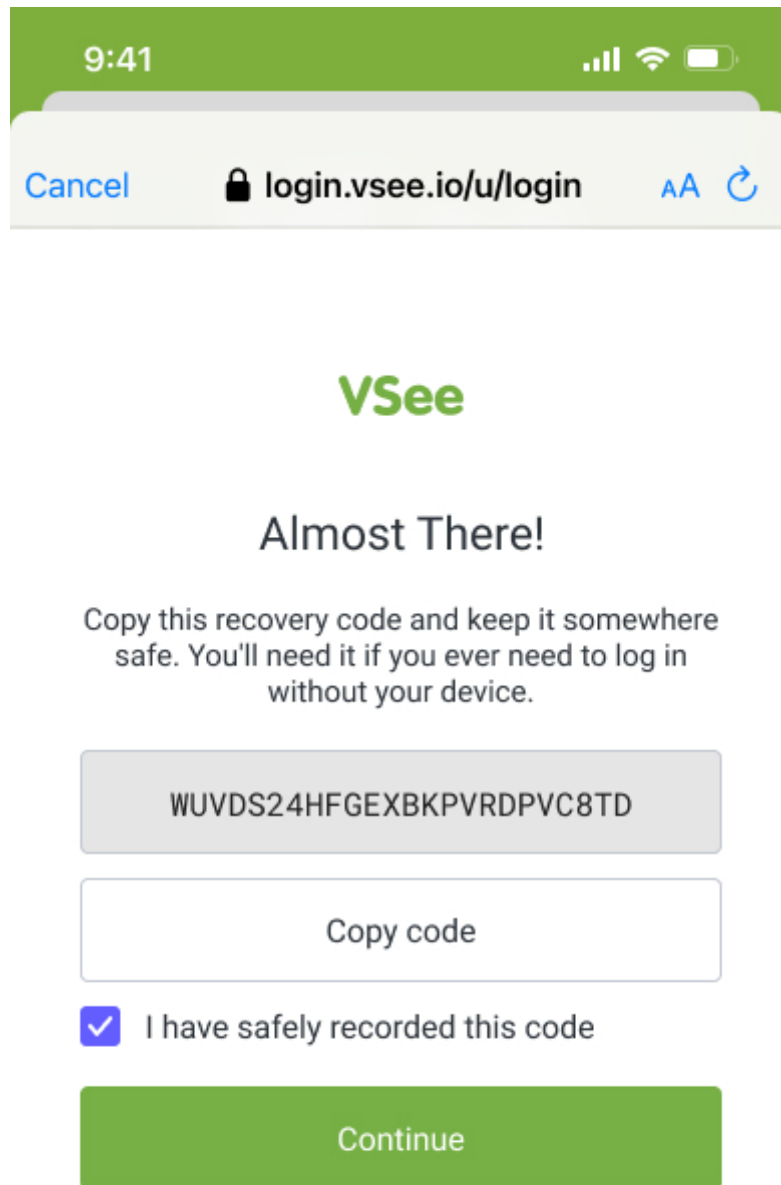 9:41
Cancel login.vsee.io/u/login AA
VSee
Almost There!
Copy this recovery code and keep it somewhere
safe. You'll need it if you ever need to log in
without your device.
WUVDS24HFGEXBKPVRDPVC8TD
Copy code
I have safely recorded this code
Continue